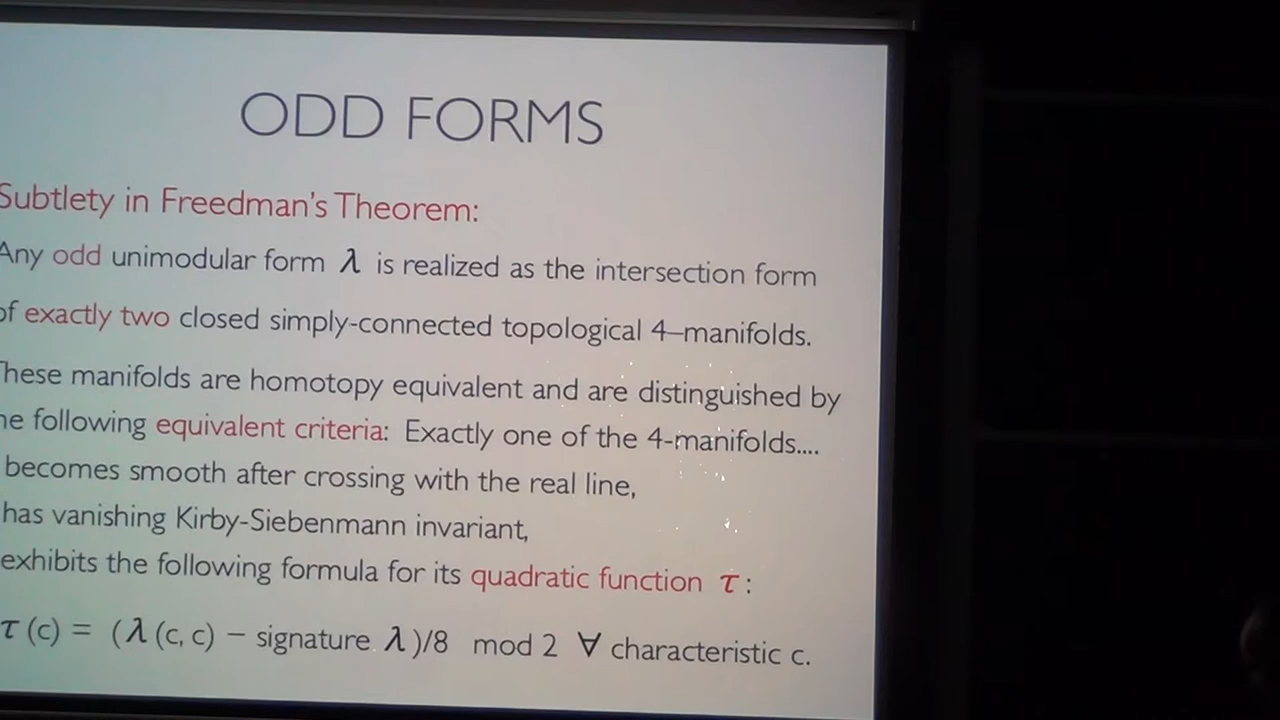 ODD FORMS
Subtlety in Freedman's Theorem:
Any odd unimodular form λ is realized as the intersection form
of exactly two closed simply-connected topological 4–manifolds.
hese manifolds are homotopy equivalent and are distinguished by
he following equivalent criteria: Exactly one of the 4-manifolds....
becomes smooth after crossing with the real line,
has vanishing Kirby-Siebenmann invariant,
exhibits the following formula for its quadratic function τ:
τ(c) = (λ(c, c) − signature λ)/8 mod 2 ∀ characteristic c.